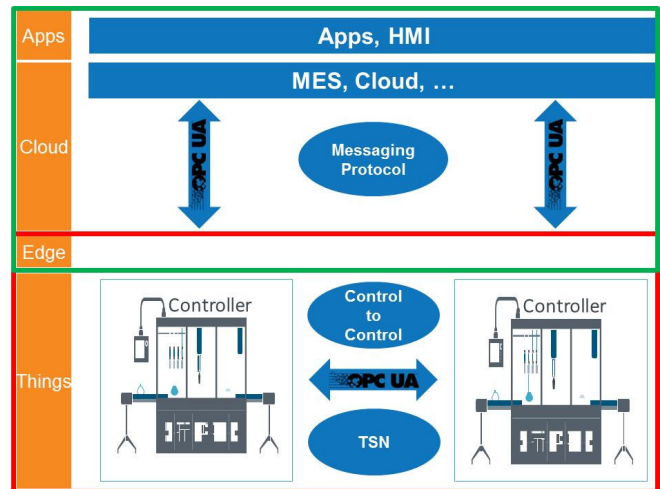 Apps
Apps, HMI
MES, Cloud, ...
Cloud
OPC UA
Messaging
Protocol
OPC UA
Edge
Things
Controller
Control
to
Control
Controller
OPC UA
TSN